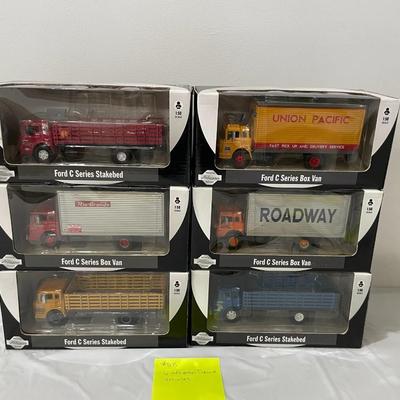 1:50
Ford C Series Stakebed
1:50
UNION PACIFIC
FAST PICK UP AND DELIVERY SERVICE
Ford C Series Box Van
1:50
Rio Grande
Ford C Series Box Van
1:50
ROADWAY
Ford C Series Box Van
1:50
Ford C Series Stakebed
1:50
Ford C Series Stakebed